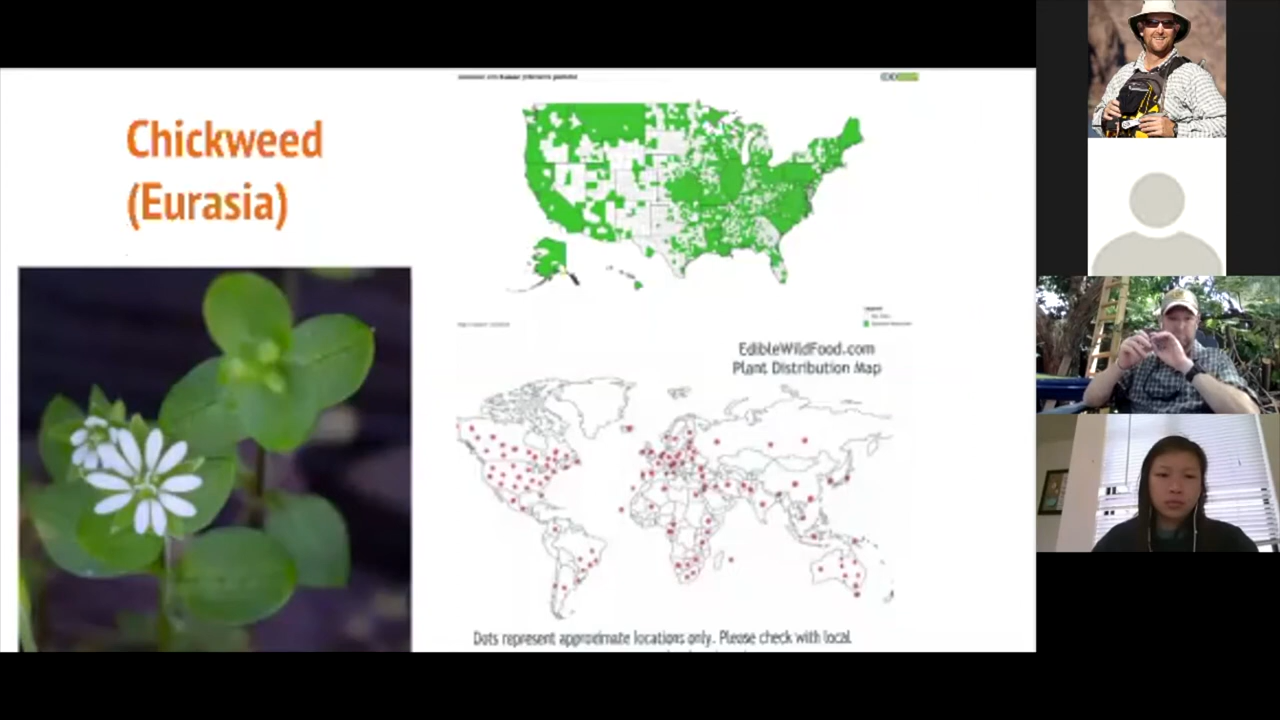 Chickweed
(Eurasia)
EdibleWildFood.com
Plant Distribution Map
Dots represent approximate locations only. Please check with local